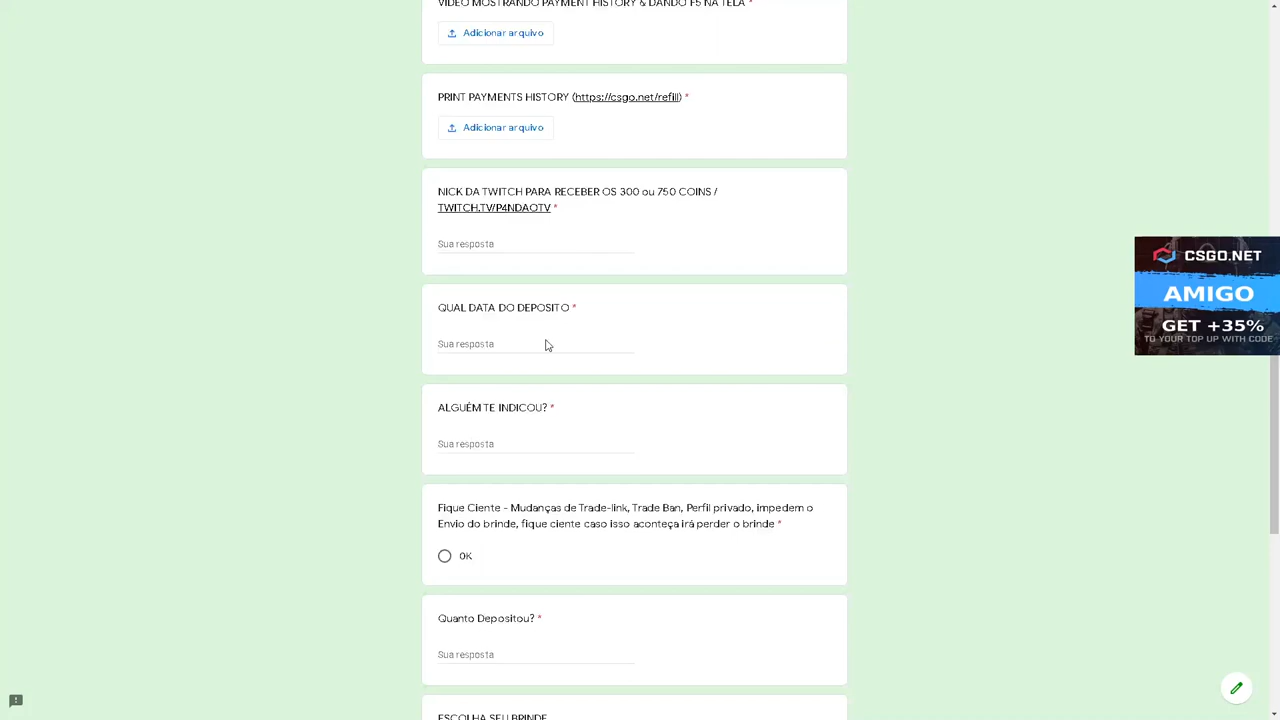 VIDEO MOSTRANDO PAYMENT HISTORY & DANDO F5 NA TELA *
Adicionar arquivo
PRINT PAYMENTS HISTORY (https://csgo.net/refill) *
Adicionar arquivo
NICK DA TWITCH PARA RECEBER OS 300 ou 750 COINS /
TWITCH.TV/P4NDAOTV *
Sua resposta
QUAL DATA DO DEPOSITO *
Sua resposta
ALGUÉM TE INDICOU? *
Sua resposta
Fique Ciente - Mudanças de Trade-link, Trade Ban, Perfil privado, impedem o
Envio do brinde, fique ciente caso isso aconteça irá perder o brinde *
OK
Quanto Depositou? *
Sua resposta
ESCOLHA SEU BRINDE
CSGO.NET
AMIGO
GET +35%
TO YOUR TOP UP WITH CODE